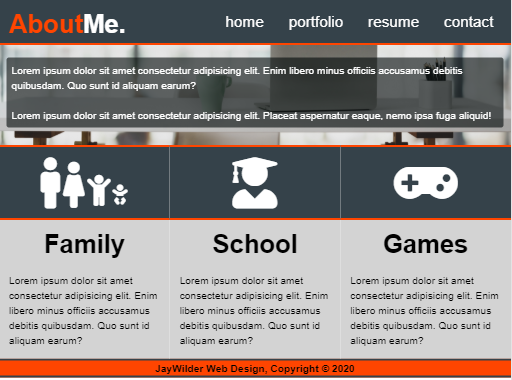 AboutMe.
home portfolio resume contact
Lorem ipsum dolor sit amet consectetur adipisicing elit. Enim libero minus officiis accusamus debitis
quibusdam. Quo sunt id aliquam earum?
Lorem ipsum dolor sit amet consectetur adipisicing elit. Placeat aspernatur eaque, nemo ipsa fuga aliquid!
Family
Lorem ipsum dolor sit amet
consectetur adipisicing elit. Enim
libero minus officiis accusamus
debitis quibusdam. Quo sunt id
aliquam earum?
School
Lorem ipsum dolor sit amet
consectetur adipisicing elit. Enim
libero minus officiis accusamus
debitis quibusdam. Quo sunt id
aliquam earum?
Games
Lorem ipsum dolor sit amet
consectetur adipisicing elit. Enim
libero minus officiis accusamus
debitis quibusdam. Quo sunt id
aliquam earum?
JayWilder Web Design, Copyright © 2020